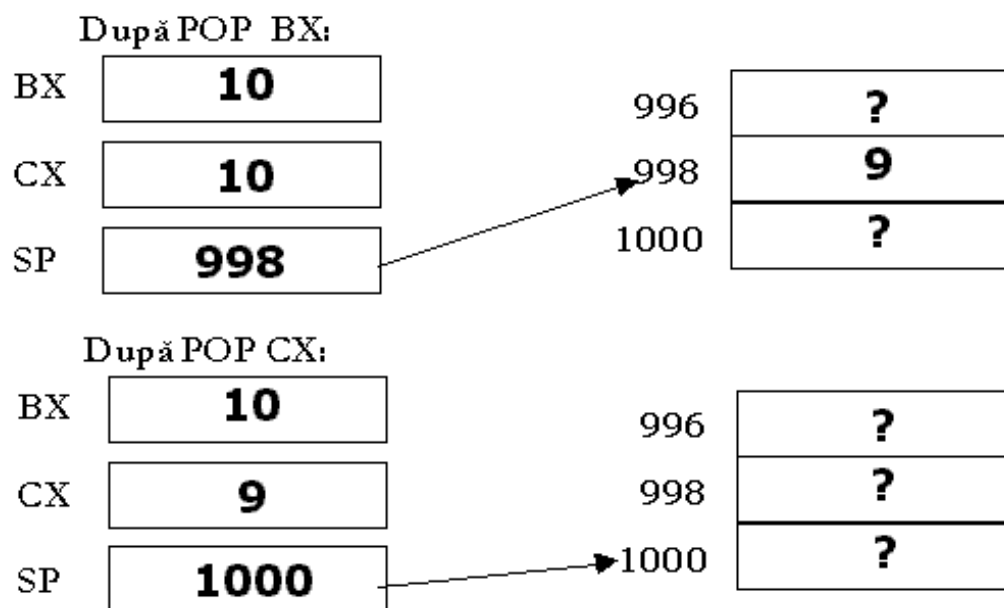 După POP BX:
BX 10
996 ?
CX 10
998 9
SP 998
1000 ?
După POP CX:
BX 10
996 ?
CX 9
998 ?
SP 1000
1000 ?